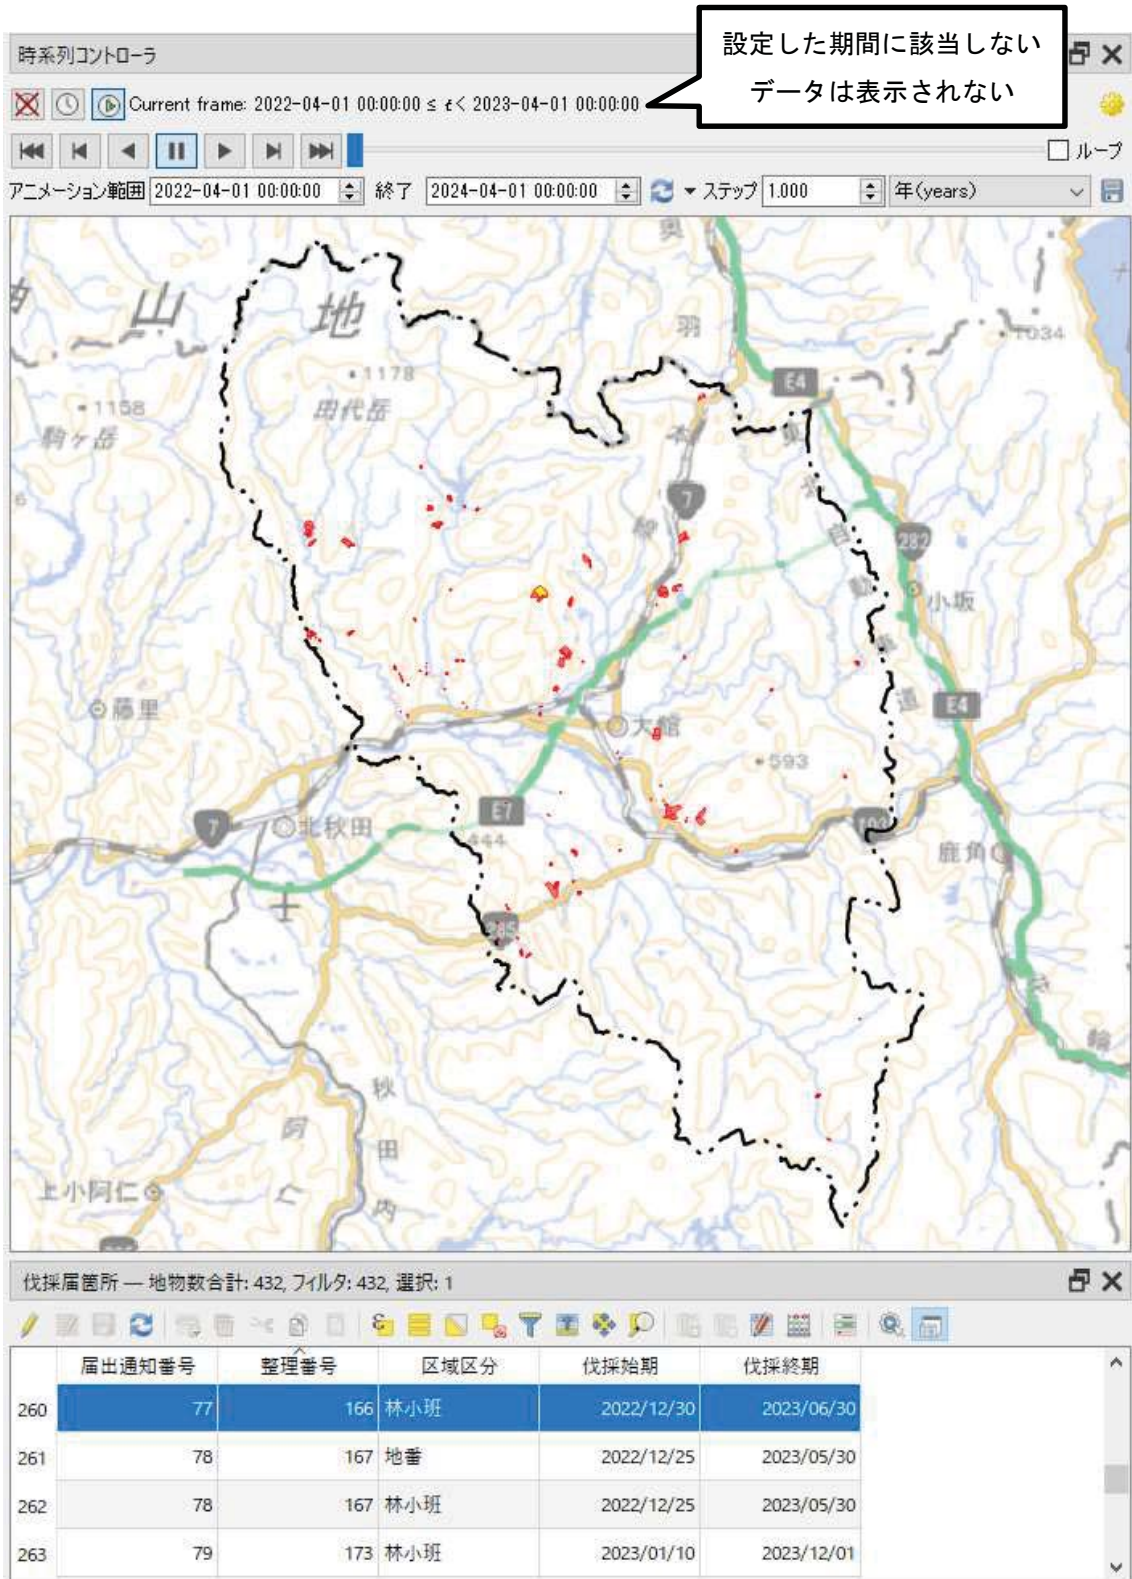 設定した期間に該当しない
データは表示されない
時系列コントローラ
Current frame: 2022-04-01 00:00:00 ≤ t < 2023-04-01 00:00:00
ループ
アニメーション範囲 2022-04-01 00:00:00 終了 2024-04-01 00:00:00 ステップ 1.000 年(years)
奥
山 地
羽
1034
1178
E4
1158
田代岳
駒ヶ岳
本
7
282
小坂
道
E4
藤里
大館
593
E7
7
北秋田
444
103
鹿角
士
285
秋
阿
田
仁
内
上小阿仁
伐採届箇所 — 地物数合計: 432, フィルタ: 432, 選択: 1
届出通知番号 整理番号 区域区分 伐採始期 伐採終期
260 77 166 林小班 2022/12/30 2023/06/30
261 78 167 地番 2022/12/25 2023/05/30
262 78 167 林小班 2022/12/25 2023/05/30
263 79 173 林小班 2023/01/10 2023/12/01